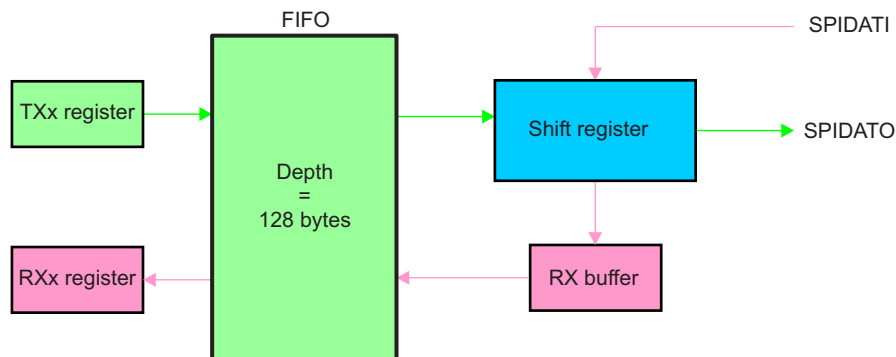 FIFO
SPIDATI
TXx register
Shift register
SPIDATO
Depth
=
128 bytes
RXx register
RX buffer